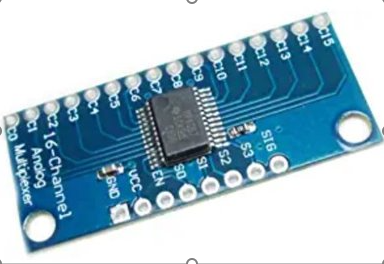 C0 C1 C2 C3 C4 C5 C6 C7 C8 C9 C10 C11 C12 C13 C14 C15
16-Channel
Analog
Multiplexer
GND VCC EN S0 S1 S2 S3 SIG